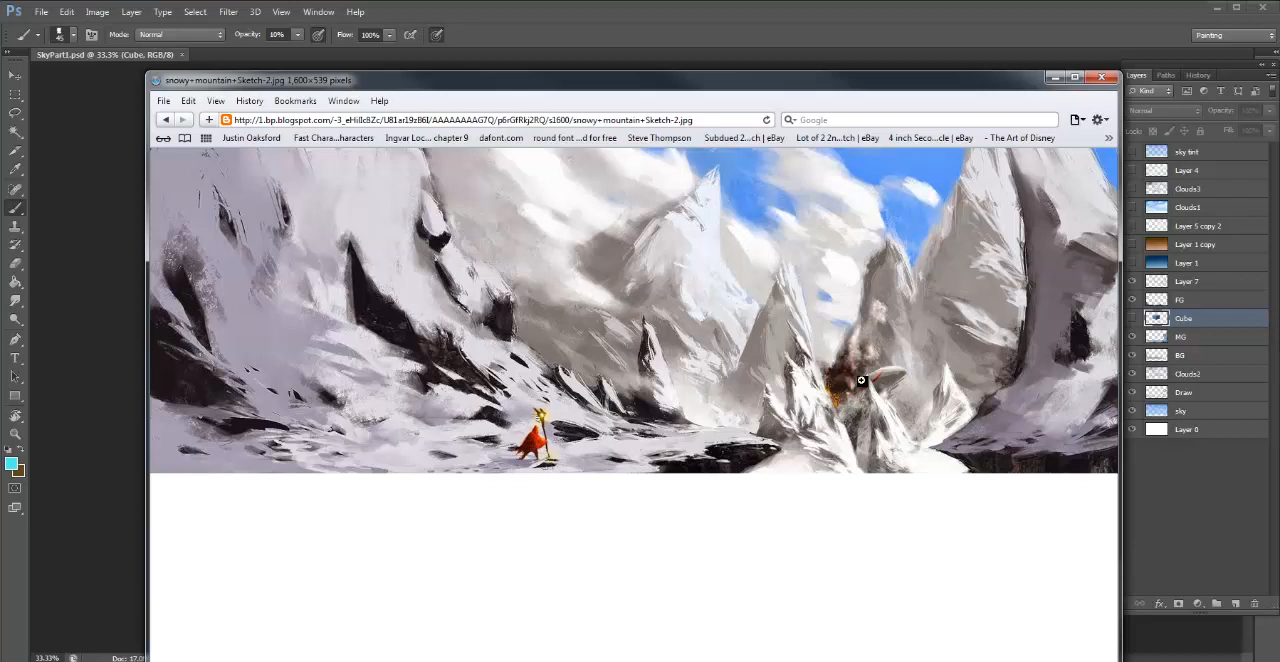 Ps File Edit Image Layer Type Select Filter 3D View Window Help
45 Mode: Normal Opacity: 10% Flow: 100% Painting
SkyPart1.psd @ 33.3% (Cube, RGB/8) ×
snowy+mountain+Sketch-2.jpg 1,600×539 pixels
File Edit View History Bookmarks Window Help
Google
Justin Oaksford Fast Chara...haracters Ingvar Loc... chapter 9 dafont.com round font ...d for free Steve Thompson Subdued 2...ch | eBay Lot of 2 2n...tch | eBay 4 inch Seco...cle | eBay - The Art of Disney
Layers Paths History
Kind
Normal Opacity: 100%
Lock: Fill:
sky tint
Layer 4
Clouds3
Clouds1
Layer 5 copy 2
Layer 1 copy
Layer 1
Layer 7
FG
Cube
MG
BG
Clouds2
Draw
sky
Layer 0
33.33% Doc: 17.0